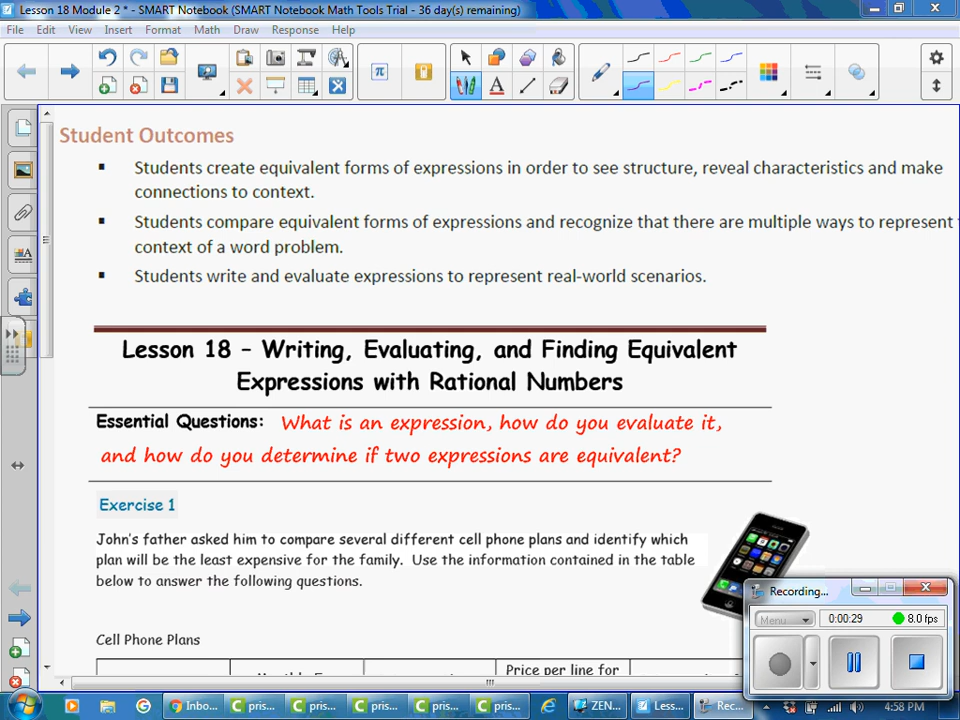 Lesson 18 Module 2 * - SMART Notebook (SMART Notebook Math Tools Trial - 36 day(s) remaining)
File Edit View Insert Format Math Draw Response Help
Student Outcomes
▪ Students create equivalent forms of expressions in order to see structure, reveal characteristics and make
connections to context.
▪ Students compare equivalent forms of expressions and recognize that there are multiple ways to represent
context of a word problem.
▪ Students write and evaluate expressions to represent real-world scenarios.
Lesson 18 – Writing, Evaluating, and Finding Equivalent
Expressions with Rational Numbers
Essential Questions: What is an expression, how do you evaluate it,
and how do you determine if two expressions are equivalent?
Exercise 1
John's father asked him to compare several different cell phone plans and identify which
plan will be the least expensive for the family. Use the information contained in the table
below to answer the following questions.
Cell Phone Plans
Price per line for
Recording...
Menu 0:00:29 8.0 fps
Inbo... pris... pris... pris... pris... ZEN... Less... Rec... 4:58 PM